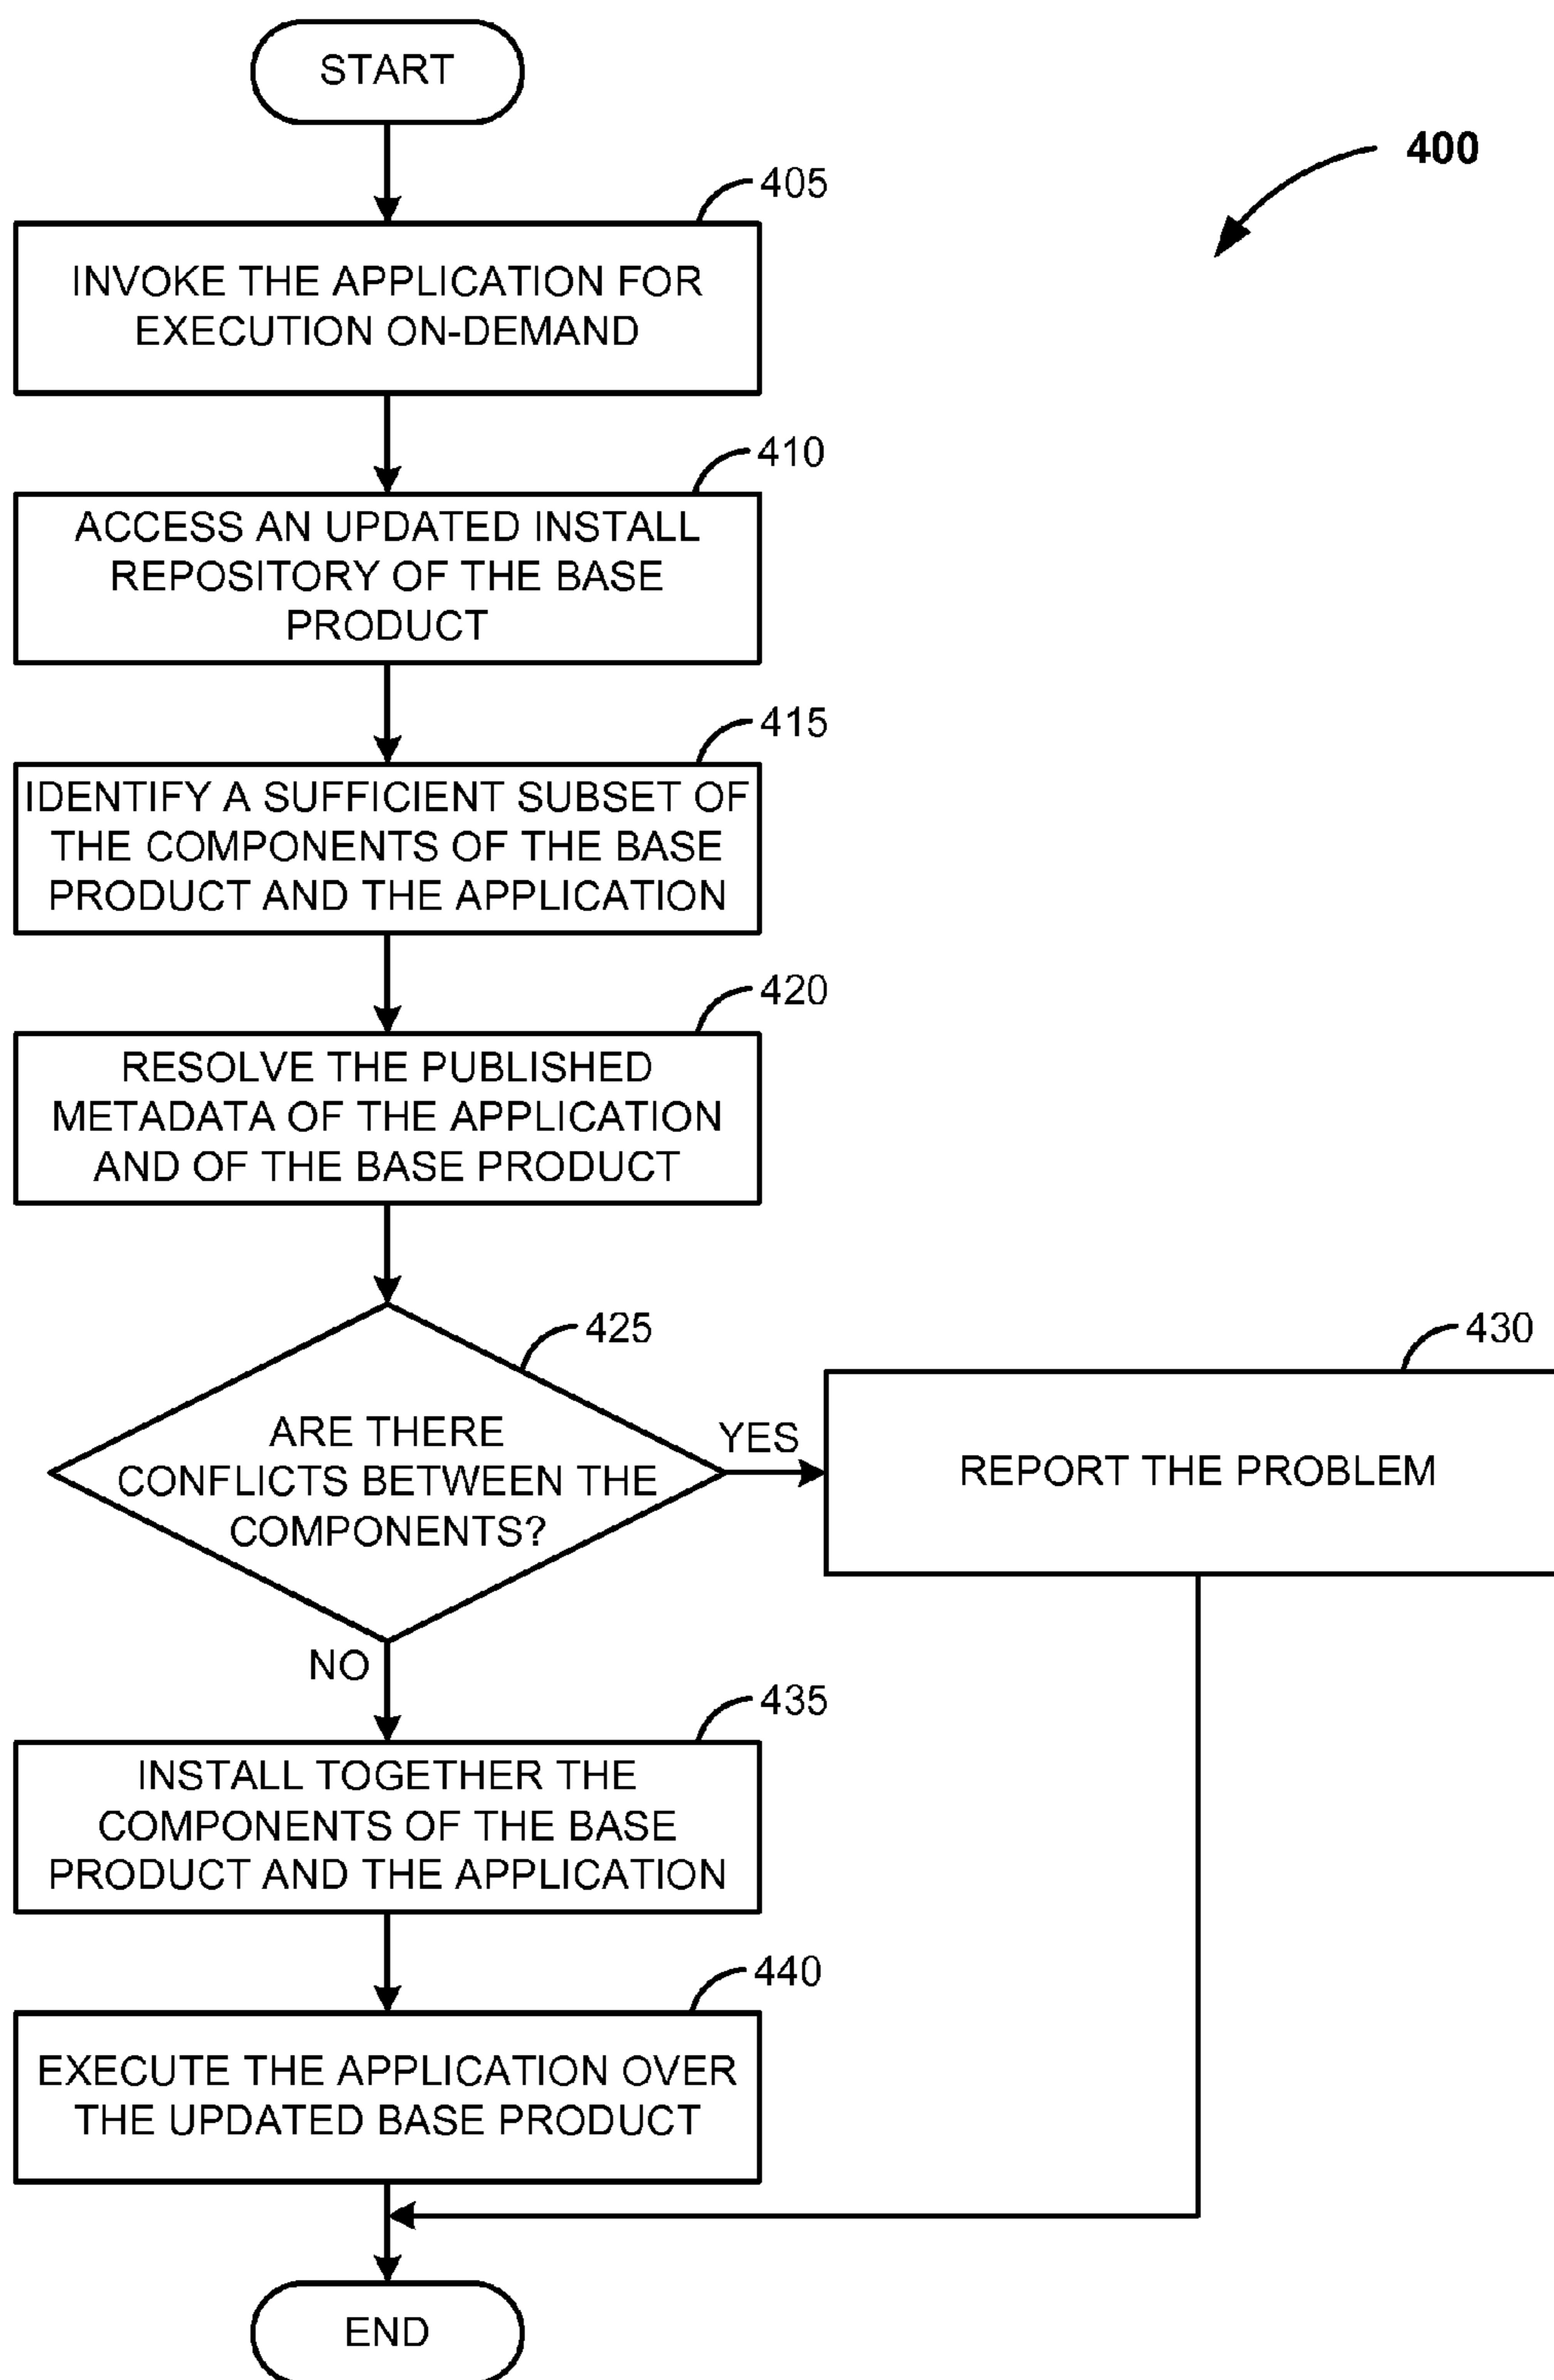 START
400
405
INVOKE THE APPLICATION FOR
EXECUTION ON-DEMAND
410
ACCESS AN UPDATED INSTALL
REPOSITORY OF THE BASE
PRODUCT
415
IDENTIFY A SUFFICIENT SUBSET OF
THE COMPONENTS OF THE BASE
PRODUCT AND THE APPLICATION
420
RESOLVE THE PUBLISHED
METADATA OF THE APPLICATION
AND OF THE BASE PRODUCT
425
ARE THERE
CONFLICTS BETWEEN THE
COMPONENTS?
YES
430
REPORT THE PROBLEM
NO
435
INSTALL TOGETHER THE
COMPONENTS OF THE BASE
PRODUCT AND THE APPLICATION
440
EXECUTE THE APPLICATION OVER
THE UPDATED BASE PRODUCT
END